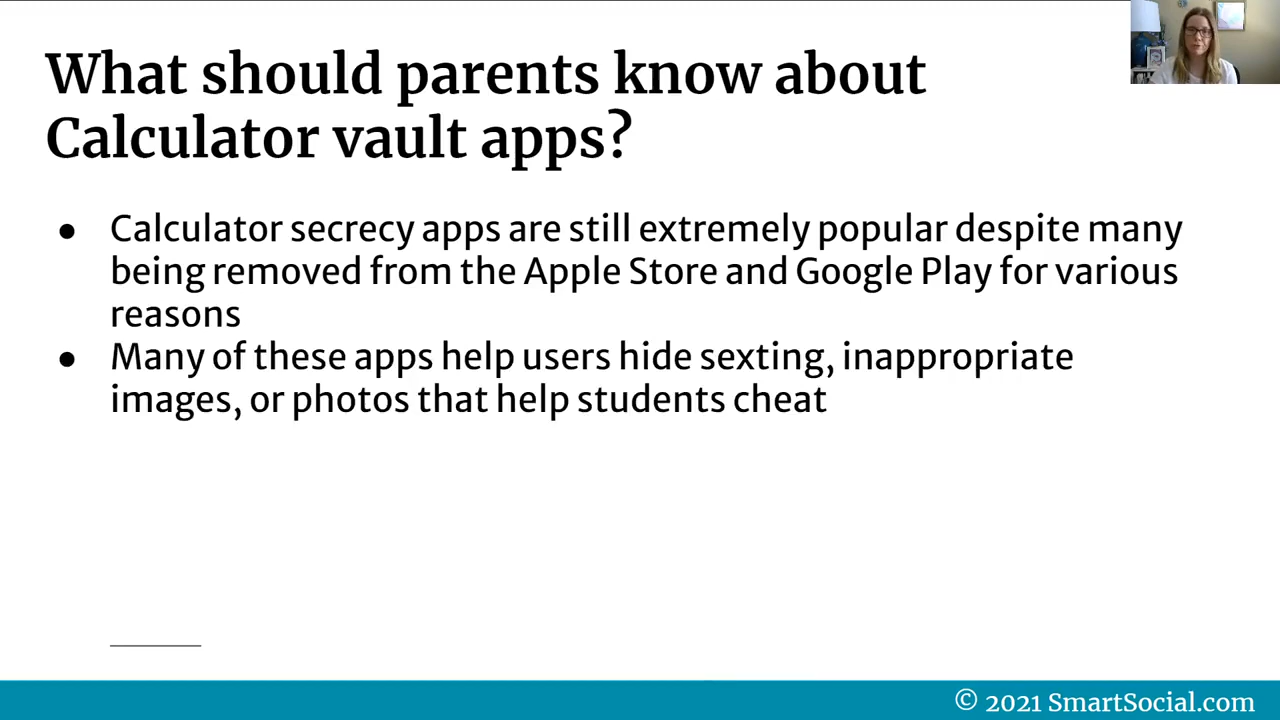 What should parents know about
Calculator vault apps?
● Calculator secrecy apps are still extremely popular despite many
being removed from the Apple Store and Google Play for various
reasons
● Many of these apps help users hide sexting, inappropriate
images, or photos that help students cheat
© 2021 SmartSocial.com